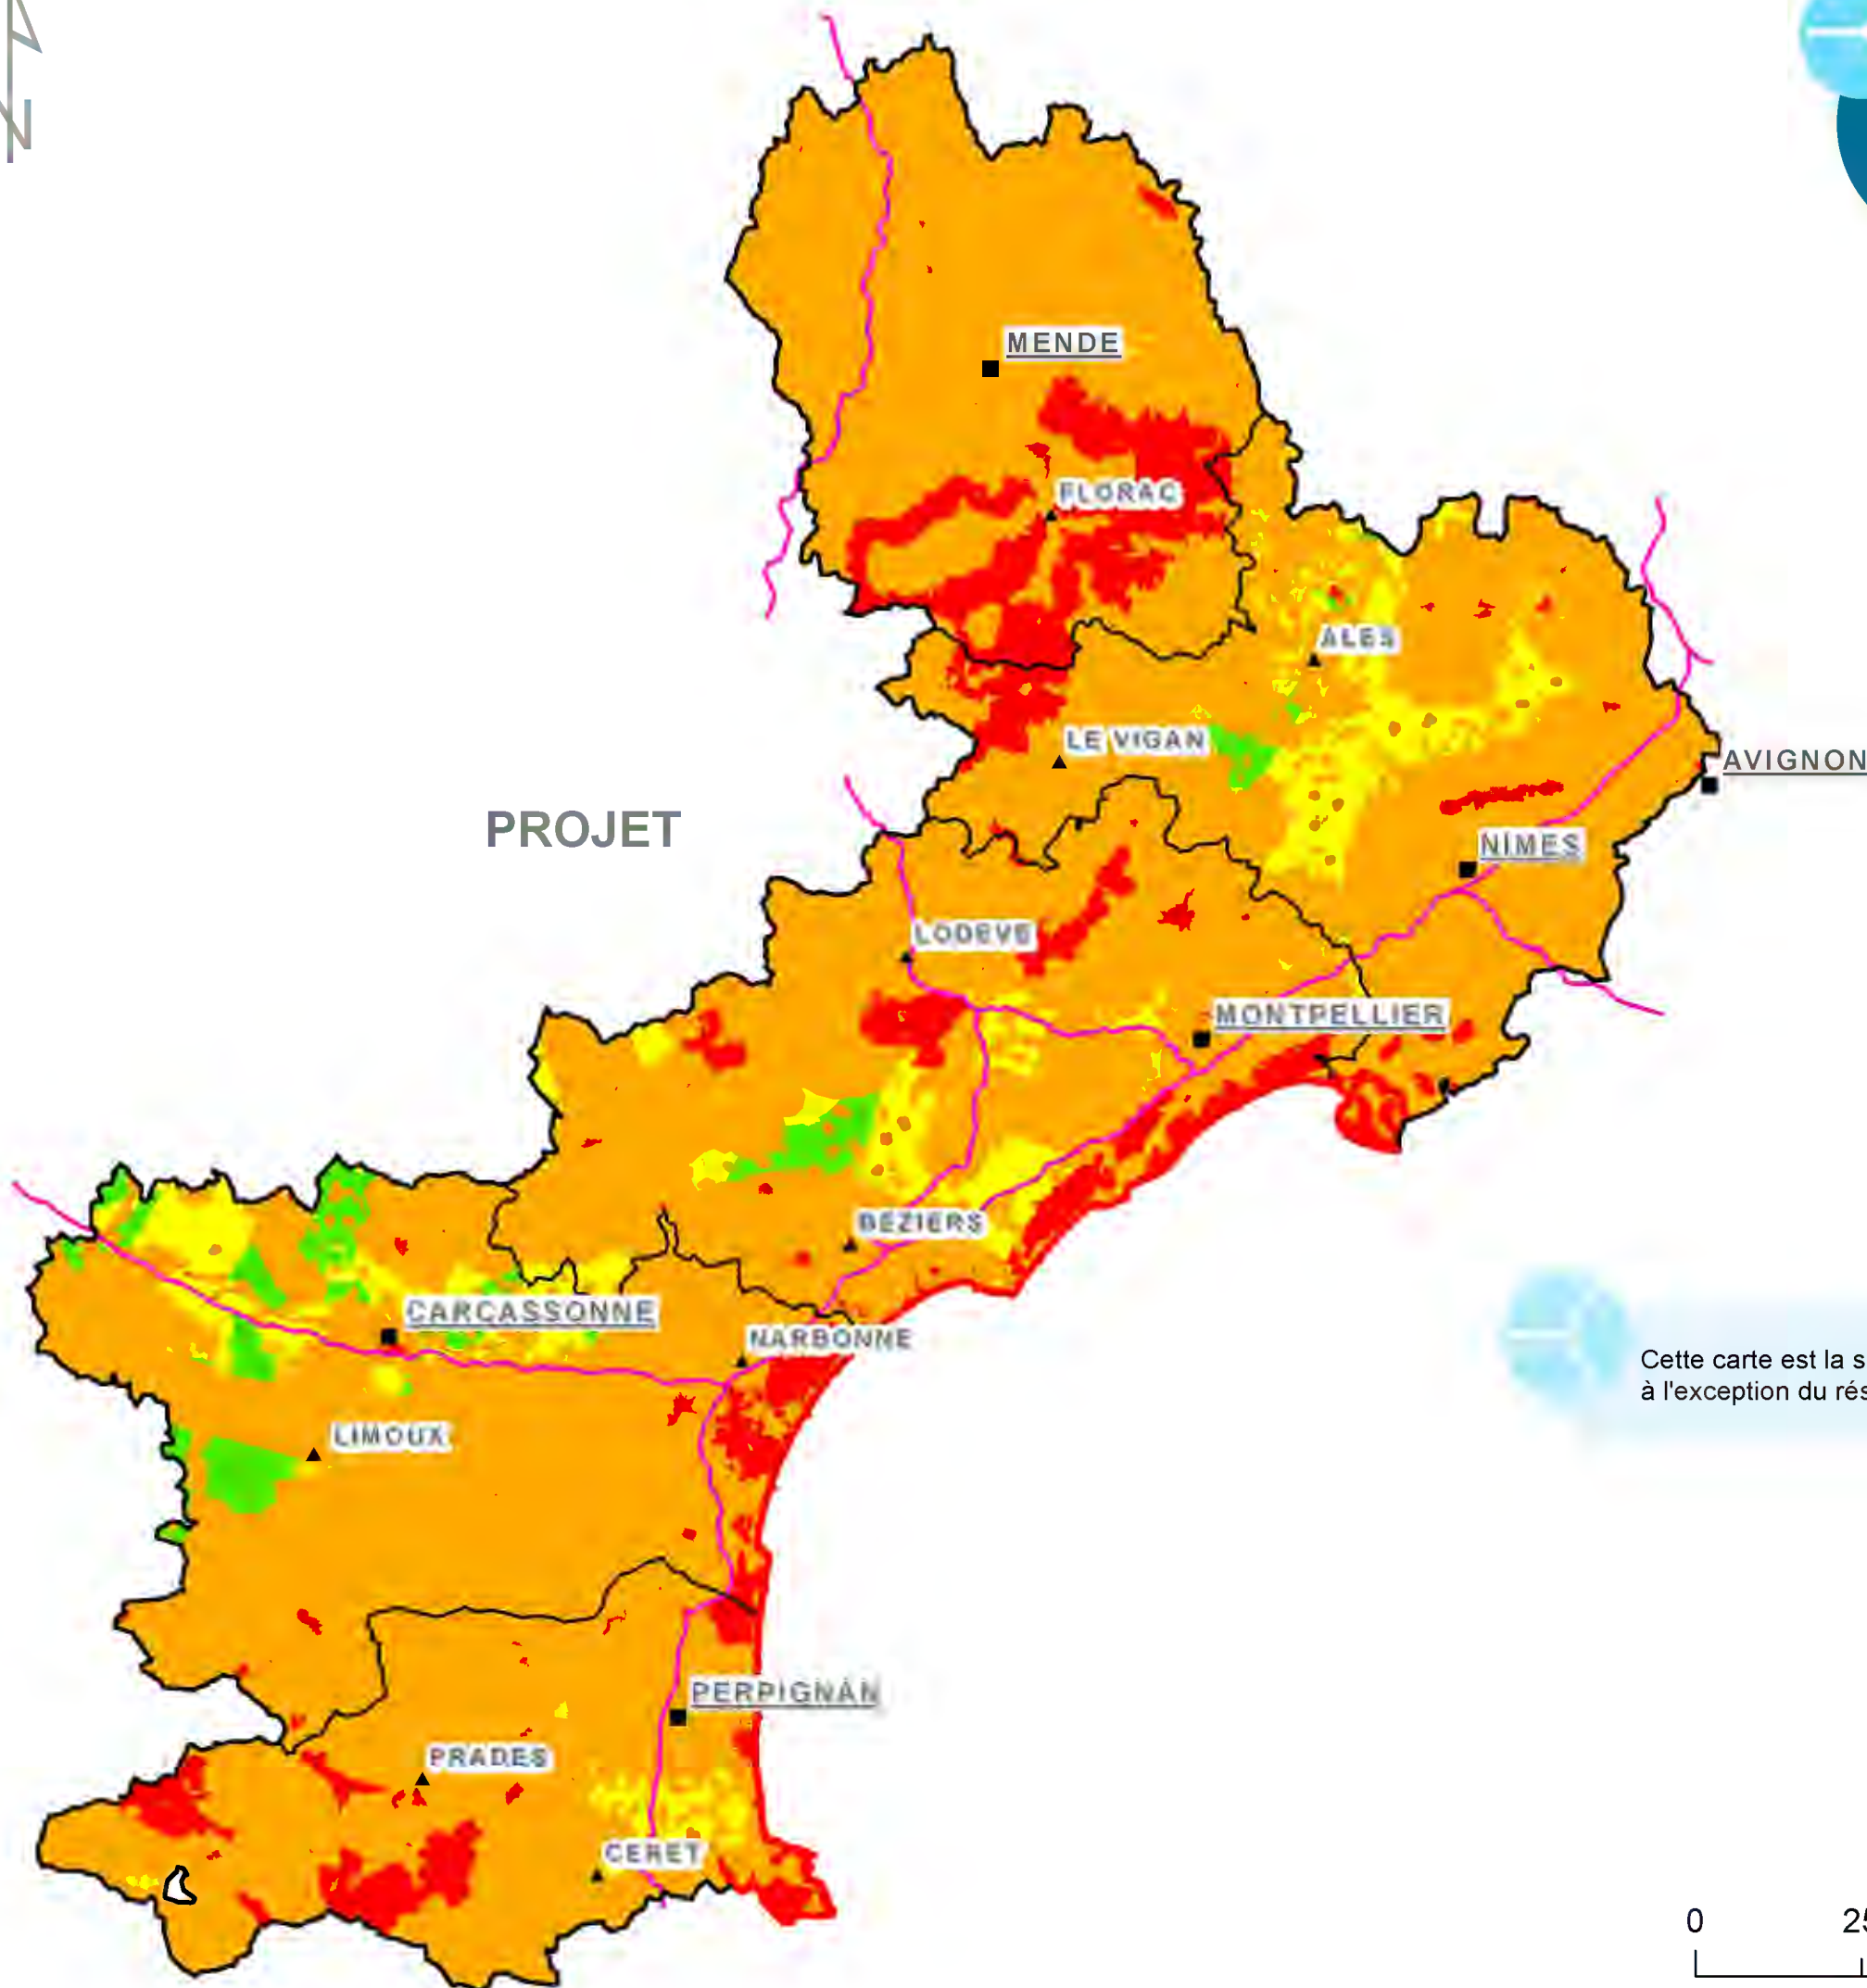 N
MENDE
FLORAC
ALES
LE VIGAN
AVIGNON
PROJET
NIMES
LODEVE
MONTPELLIER
BEZIERS
CARCASSONNE
NARBONNE
Cette carte est la s
à l'exception du rés
LIMOUX
PERPIGNAN
PRADES
CERET
0 25